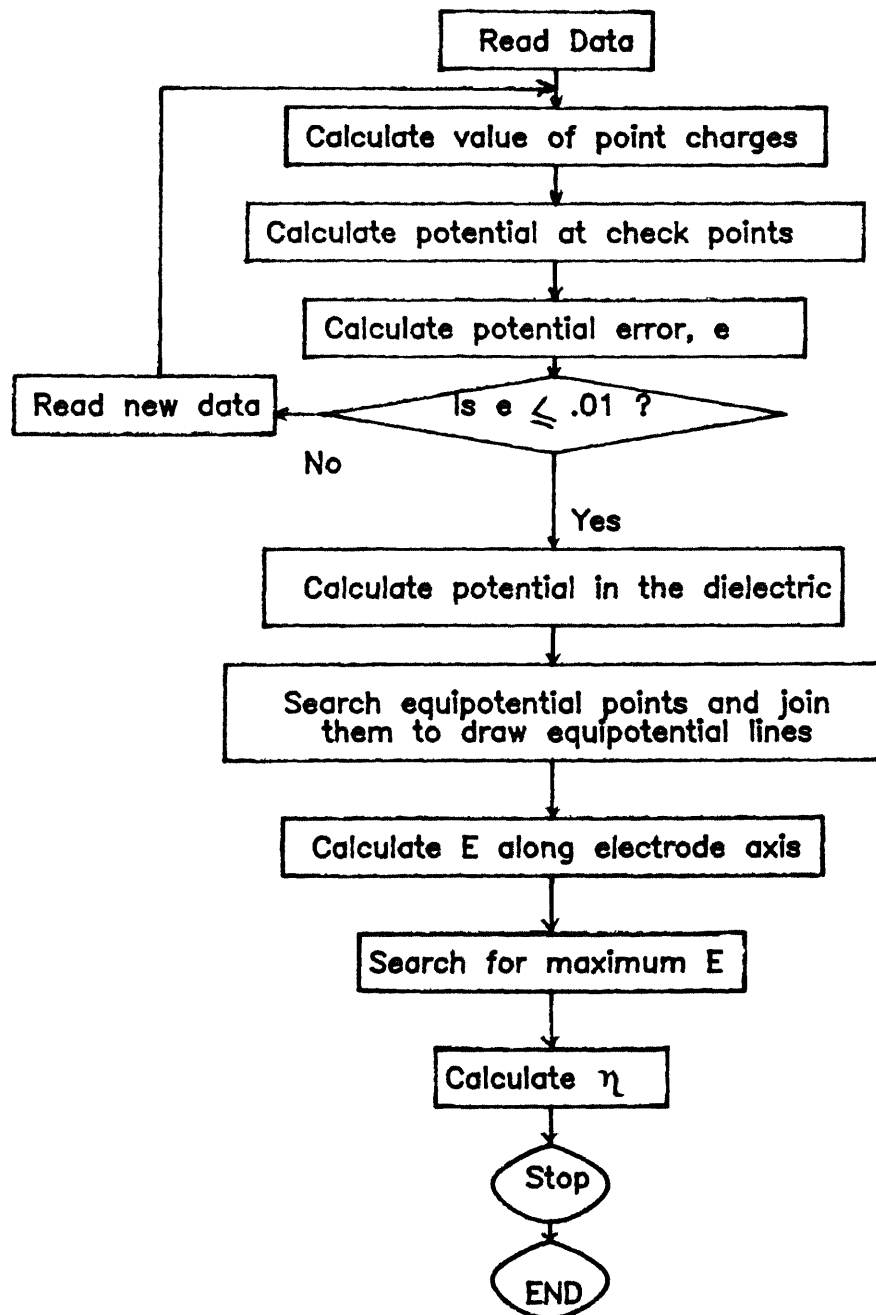 Read Data
Calculate value of point charges
Calculate potential at check points
Calculate potential error, e
Read new data
Is e ≦ .01 ?
No
Yes
Calculate potential in the dielectric
Search equipotential points and join
them to draw equipotential lines
Calculate E along electrode axis
Search for maximum E
Calculate η
Stop
END